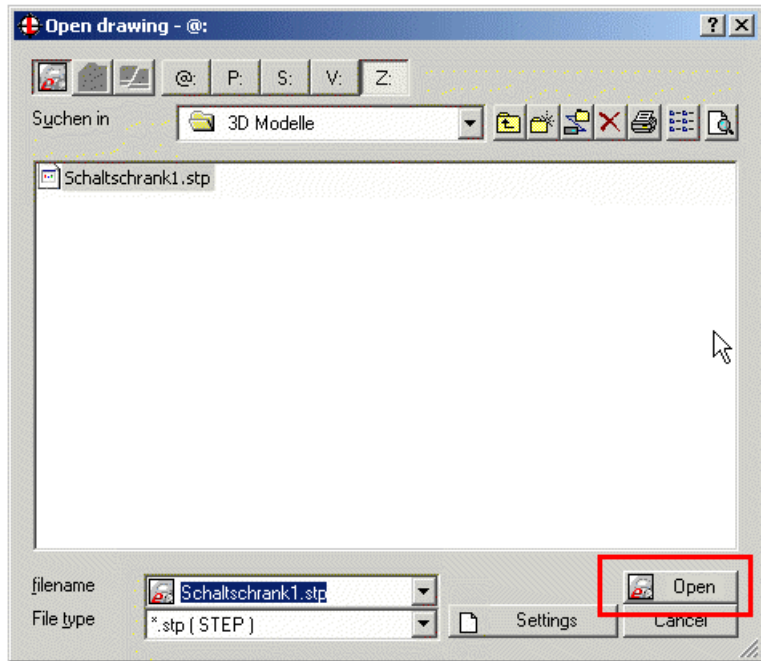 Open drawing - @:
@: P: S: V: Z:
Suchen in 3D Modelle
Schaltschrank1.stp
filename Schaltschrank1.stp Open
File type *.stp ( STEP ) Settings Cancel